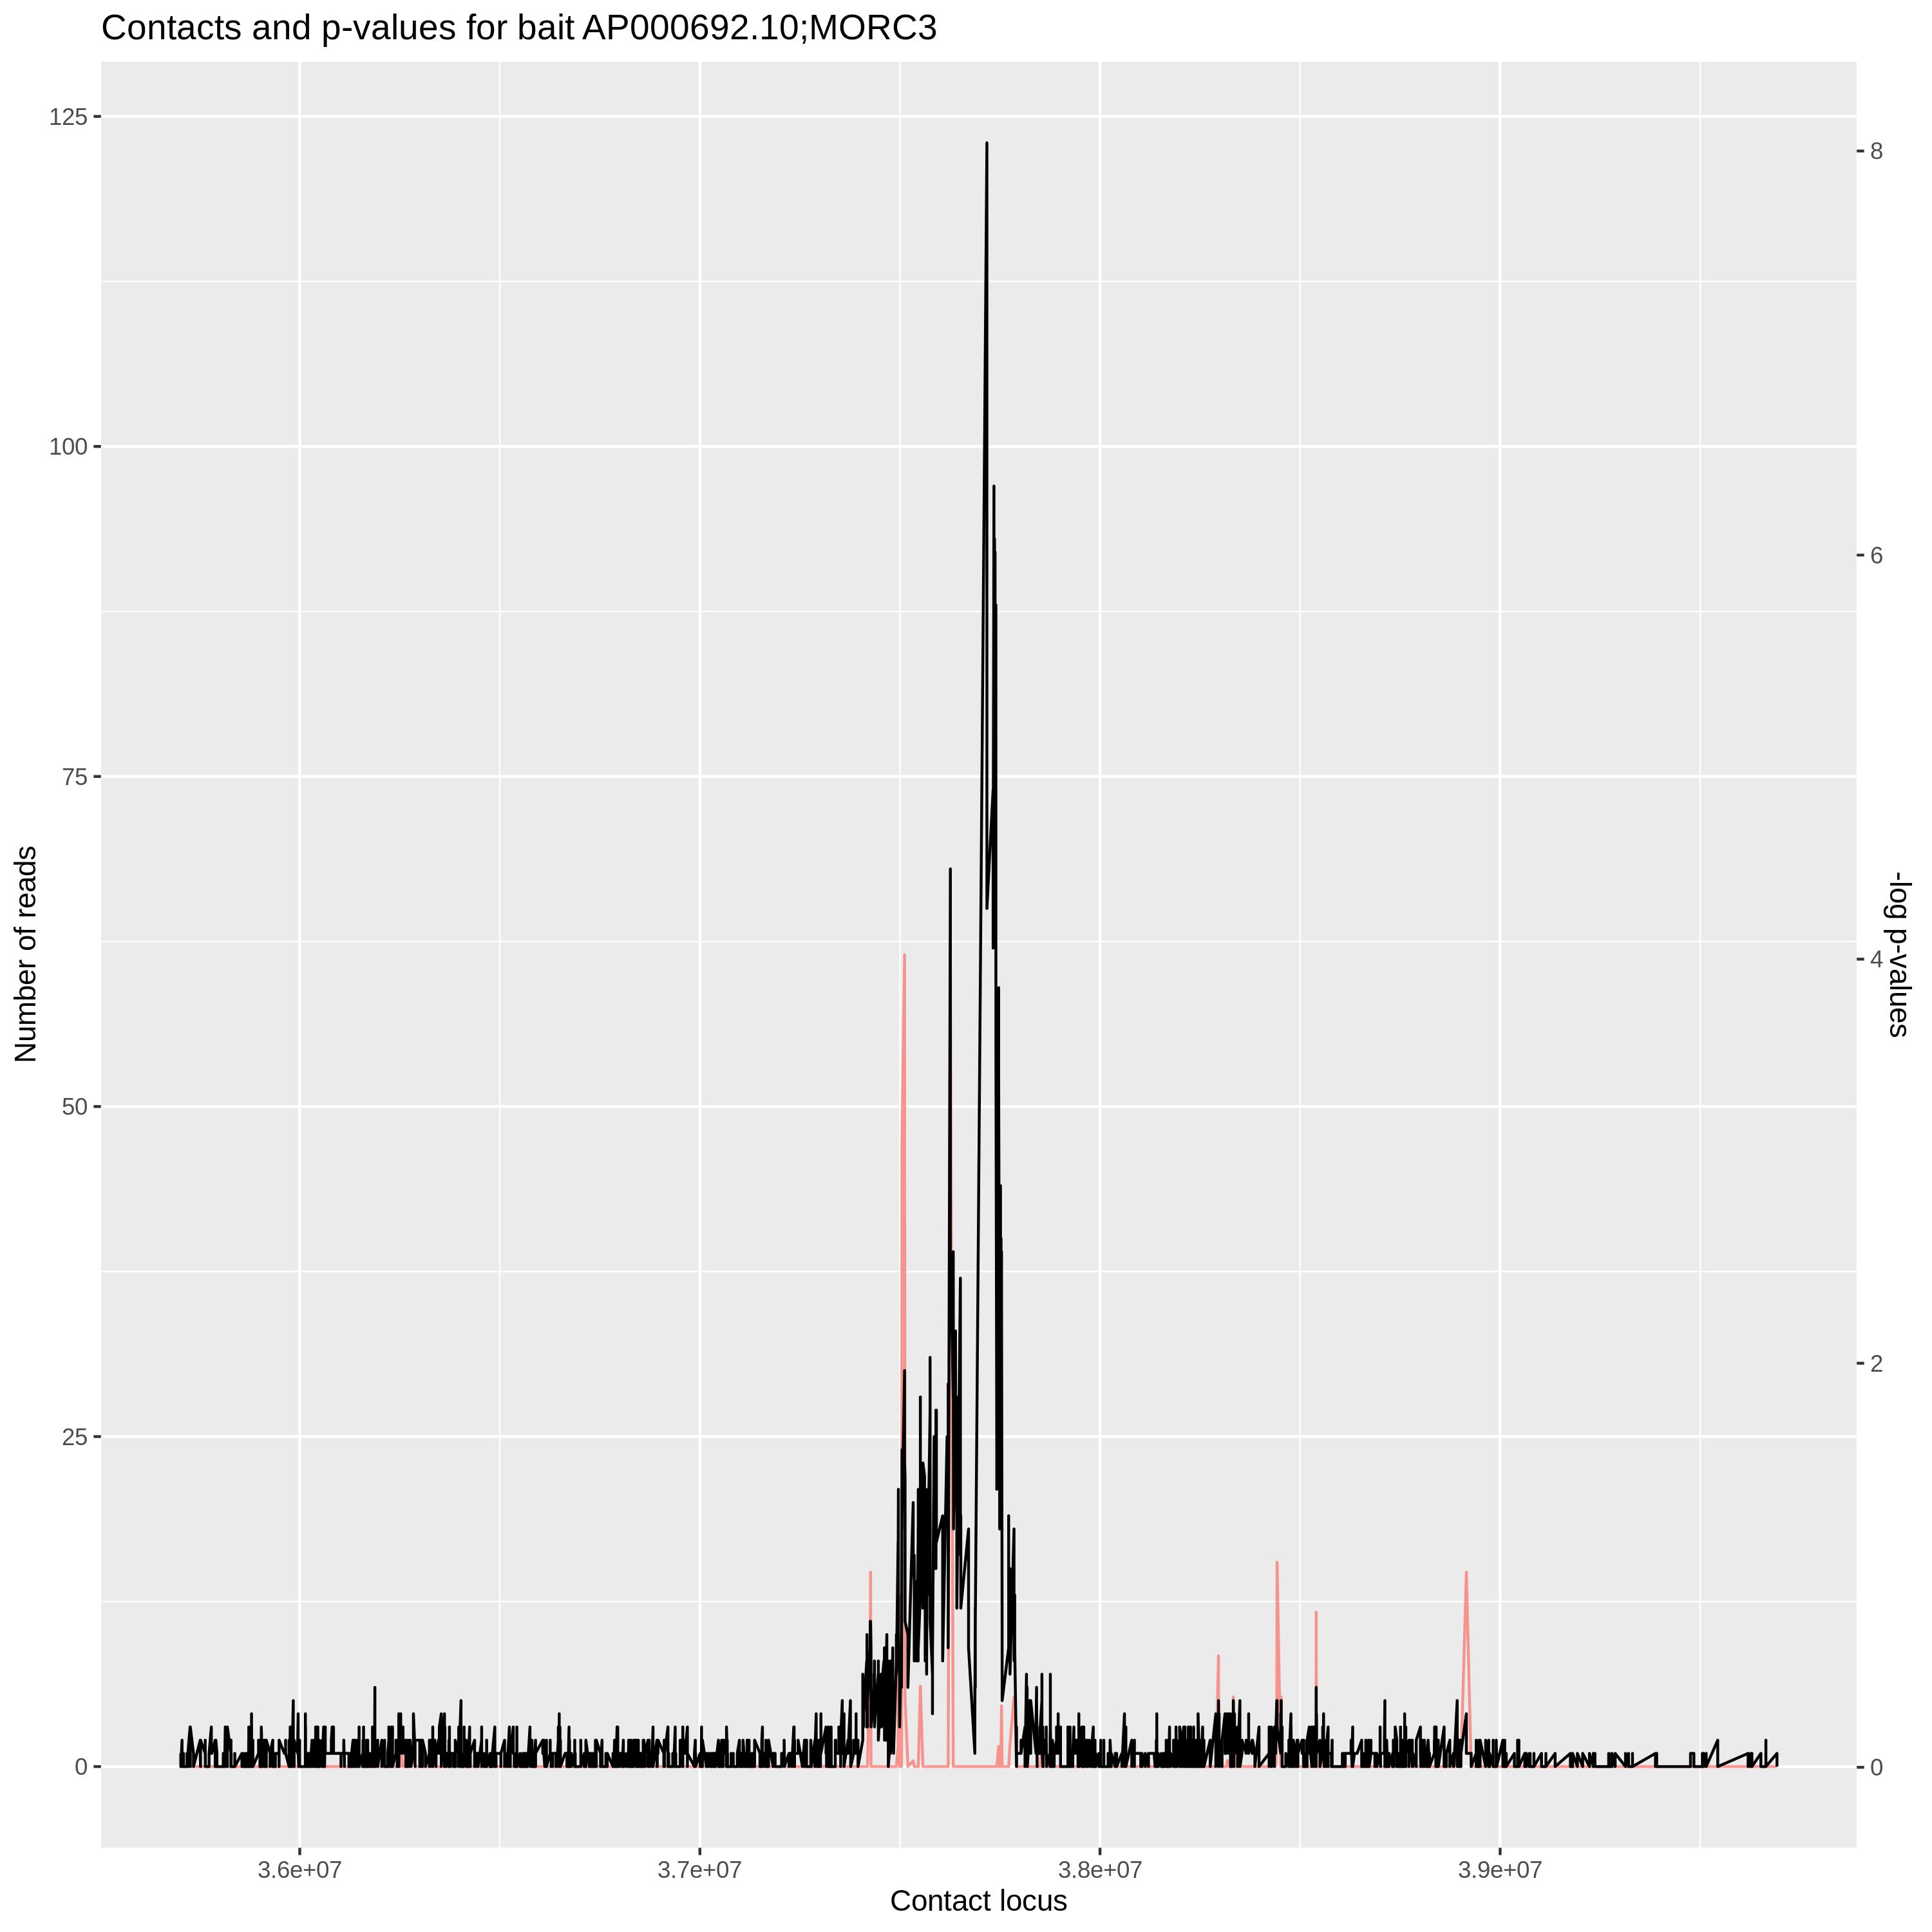 Contacts and p-values for bait AP000692.10;MORC3
125
100
75
50
25
0
8
6
4
2
0
Number of reads
-log p-values
3.6e+07
3.7e+07
3.8e+07
3.9e+07
Contact locus